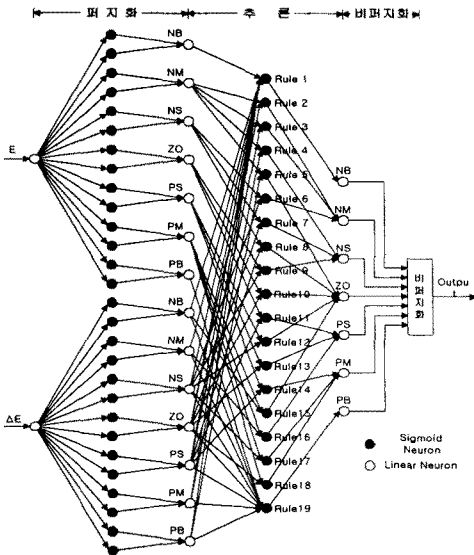 퍼 지 화
추 론
비퍼지화
E
NB
NM
NS
ZO
PS
PM
PB
ΔE
NB
NM
NS
ZO
PS
PM
PB
Rule 1
Rule 2
Rule 3
Rule 4
Rule 5
Rule 6
Rule 7
Rule 8
Rule 9
Rule10
Rule11
Rule12
Rule13
Rule14
Rule15
Rule16
Rule17
Rule18
Rule19
NB
NM
NS
ZO
PS
PM
PB
비퍼지화
Outpu
t
Sigmoid
Neuron
Linear Neuron